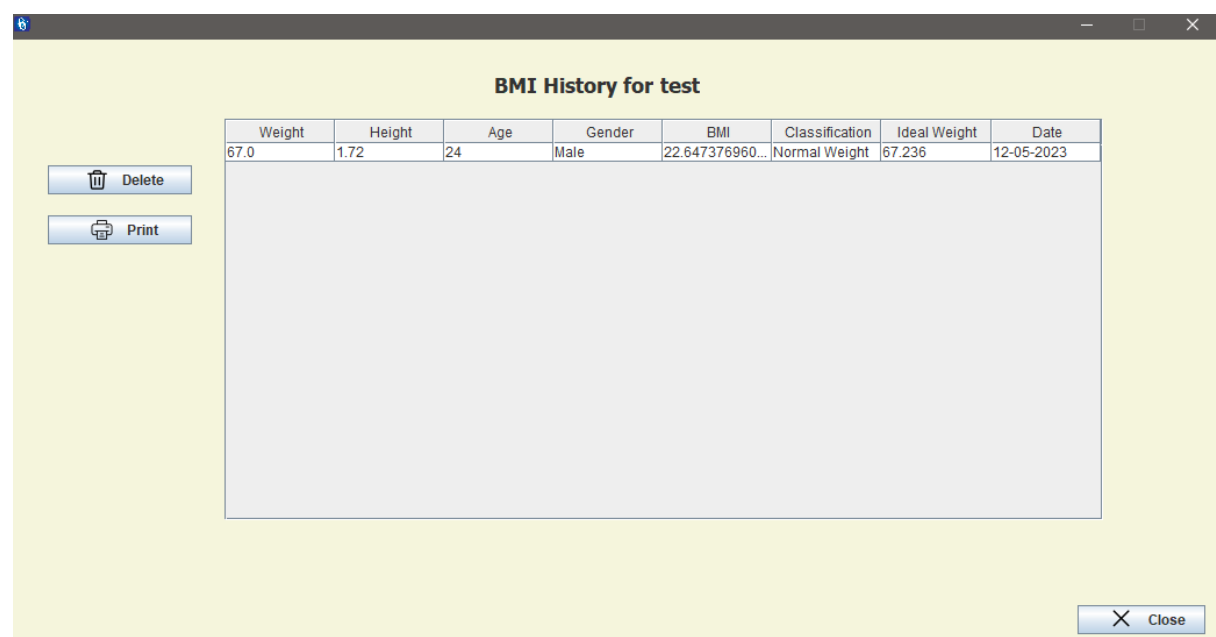 BMI History for test
Weight Height Age Gender BMI Classification Ideal Weight Date
67.0 1.72 24 Male 22.647376960... Normal Weight 67.236 12-05-2023
Delete
Print
Close